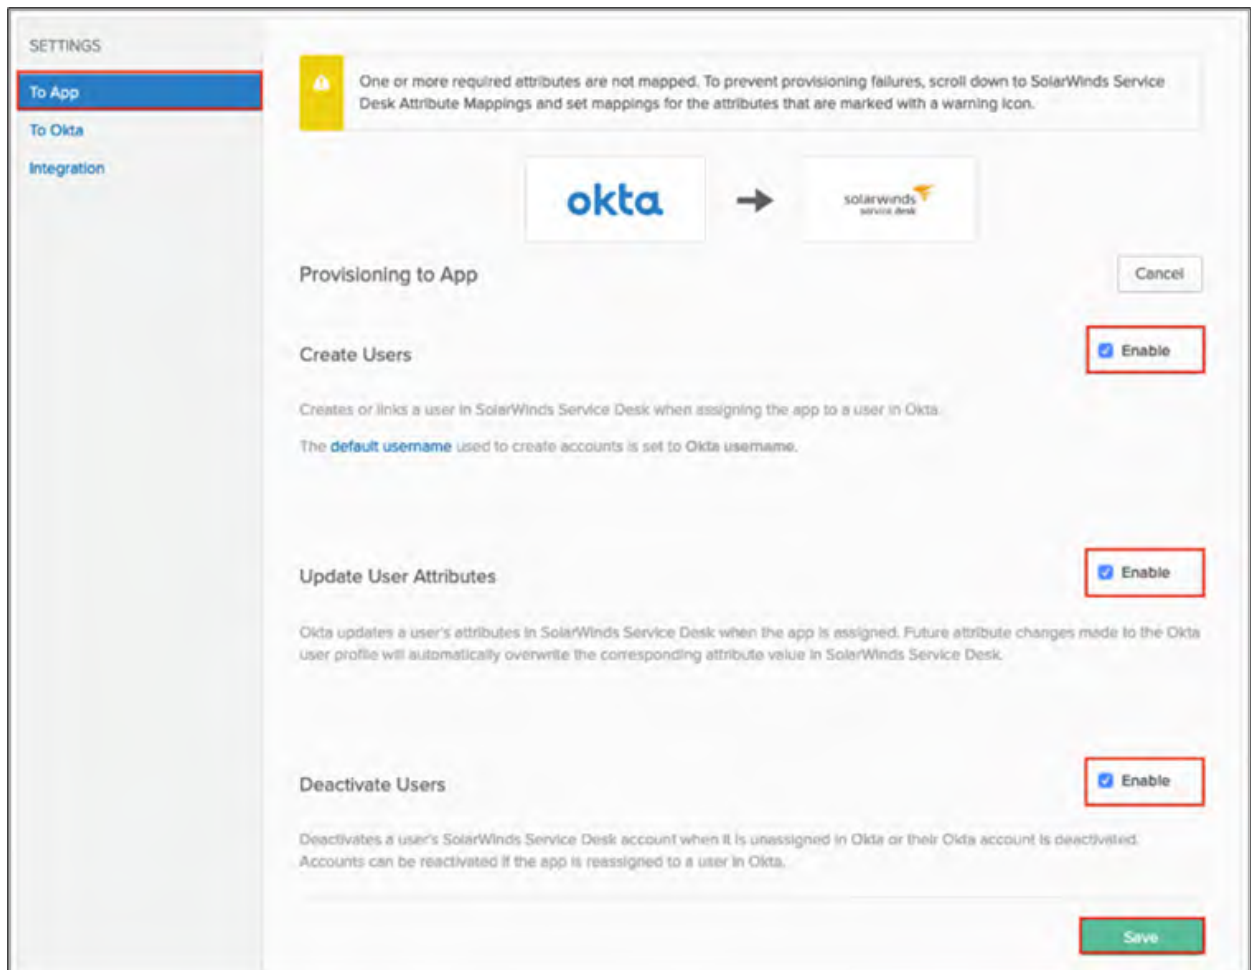 SETTINGS
To App
To Okta
Integration
One or more required attributes are not mapped. To prevent provisioning failures, scroll down to SolarWinds Service
Desk Attribute Mappings and set mappings for the attributes that are marked with a warning icon.
okta
solarwinds
service desk
Provisioning to App
Cancel
Create Users
Enable
Creates or links a user in SolarWinds Service Desk when assigning the app to a user in Okta.
The default username used to create accounts is set to Okta username.
Update User Attributes
Enable
Okta updates a user's attributes in SolarWinds Service Desk when the app is assigned. Future attribute changes made to the Okta
user profile will automatically overwrite the corresponding attribute value in SolarWinds Service Desk.
Deactivate Users
Enable
Deactivates a user's SolarWinds Service Desk account when it is unassigned in Okta or their Okta account is deactivated.
Accounts can be reactivated if the app is reassigned to a user in Okta.
Save